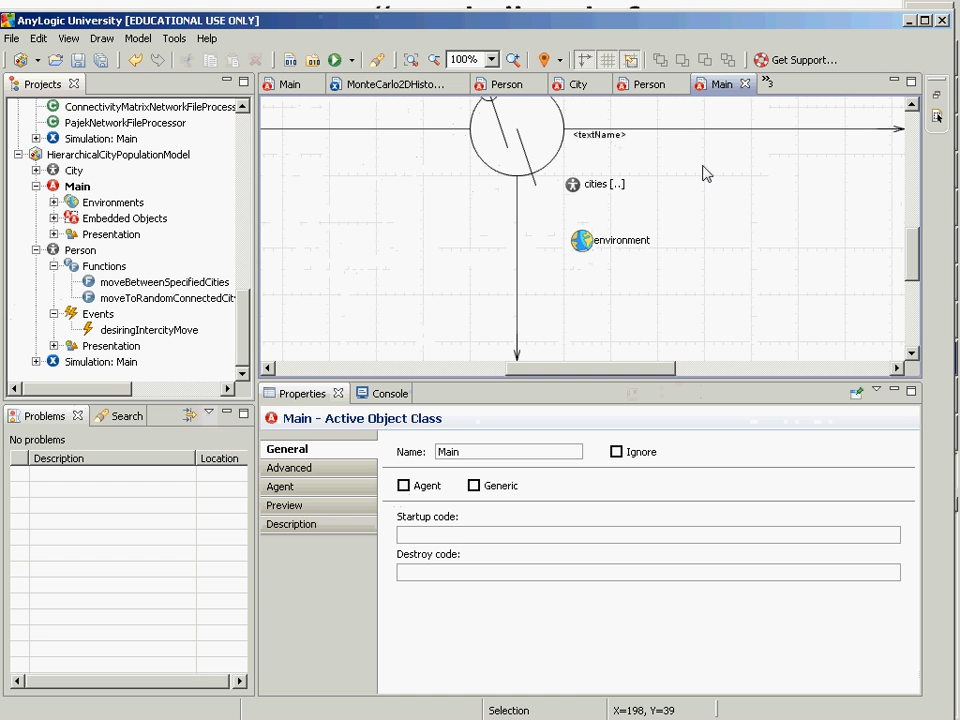 AnyLogic University [EDUCATIONAL USE ONLY]
File Edit View Draw Model Tools Help
100% Get Support...
Projects
Main MonteCarlo2DHisto... Person City Person Main 3
ConnectivityMatrixNetworkFileProcess
PajekNetworkFileProcessor
Simulation: Main
HierarchicalCityPopulationModel
City
Main
Environments
Embedded Objects
Presentation
Person
Functions
moveBetweenSpecifiedCities
moveToRandomConnectedCit
Events
desiringIntercityMove
Presentation
Simulation: Main
<textName>
cities [..]
environment
Problems Search
No problems
Description Location
Properties Console
Main - Active Object Class
General
Advanced
Agent
Preview
Description
Name: Main Ignore
Agent Generic
Startup code:
Destroy code:
Selection X=198, Y=39